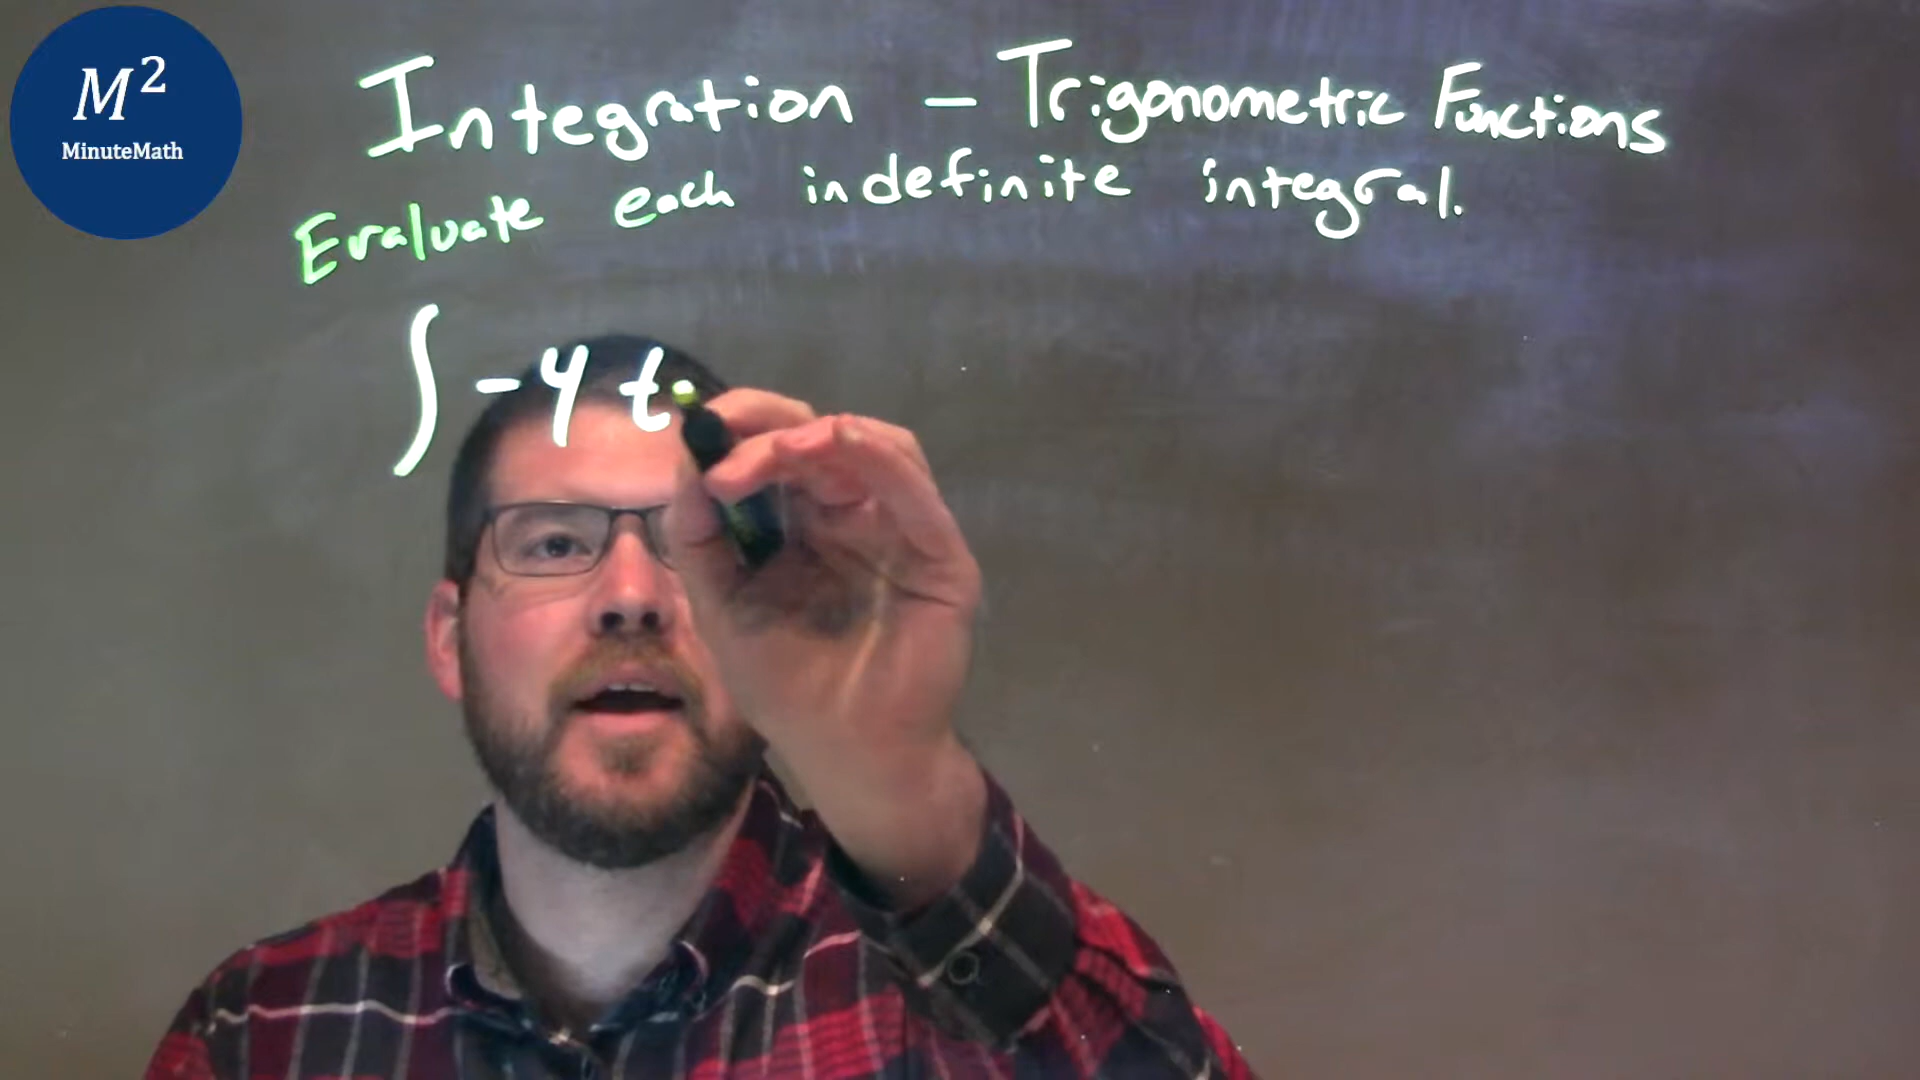 M²
MinuteMath
Integration – Trigonometric Functions
Evaluate each indefinite integral.
∫ -4 t